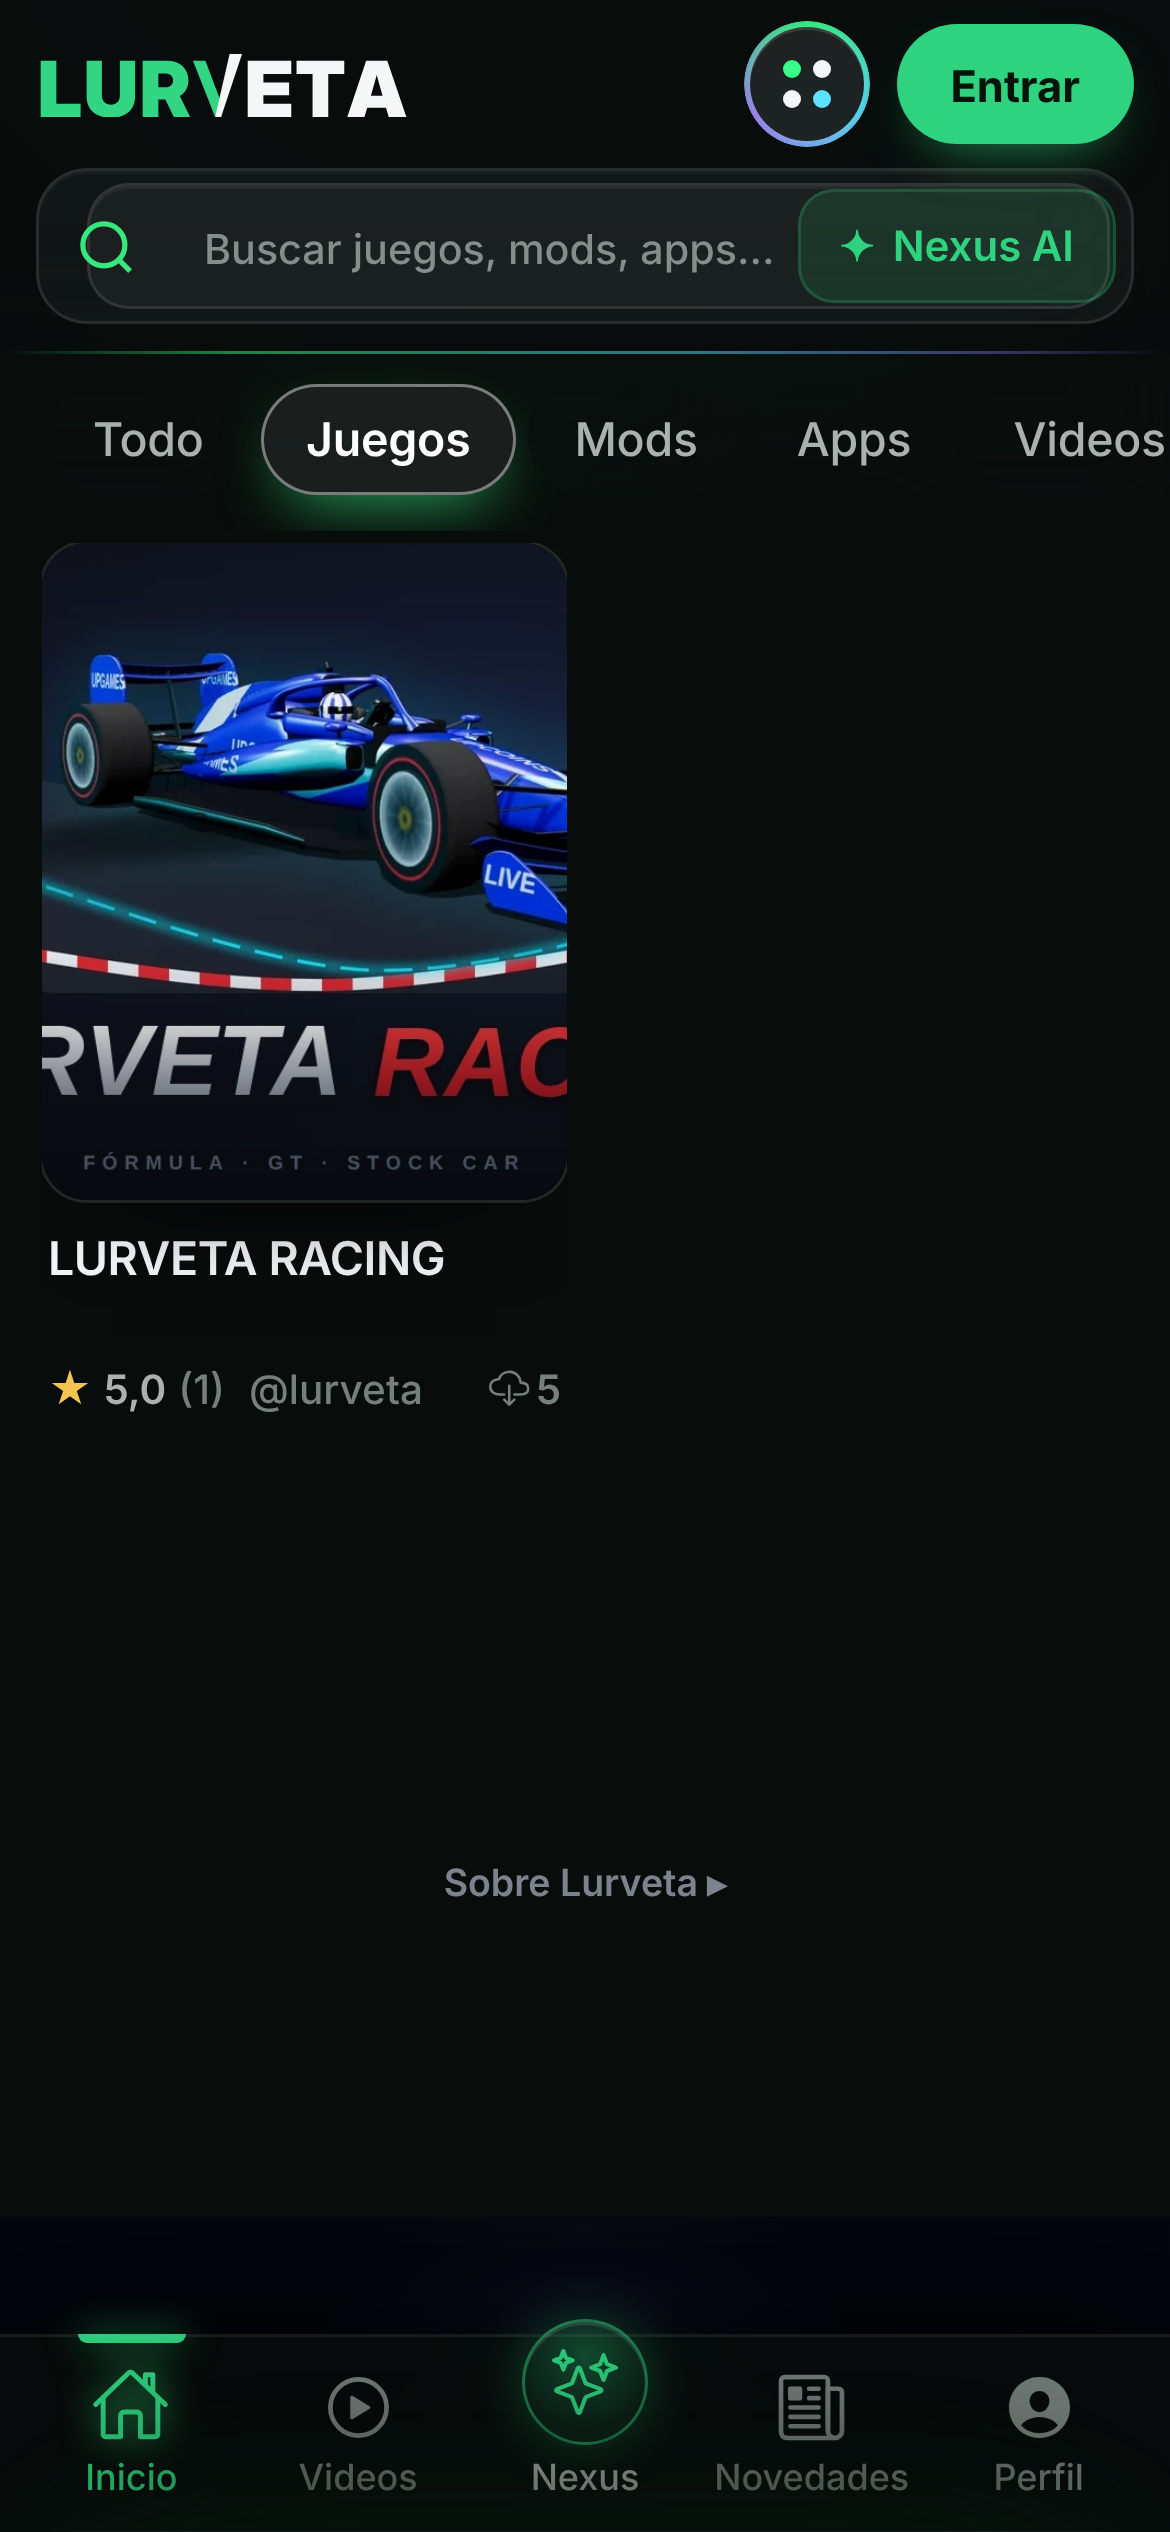 LURVETA
Entrar
Buscar juegos, mods, apps...
Nexus AI
Todo
Juegos
Mods
Apps
Videos
UPGAMES
LIVE
RVETA RAC
FÓRMULA · GT · STOCK CAR
LURVETA RACING
★ 5,0 (1) @lurveta 5
Sobre Lurveta ▸
Inicio
Videos
Nexus
Novedades
Perfil